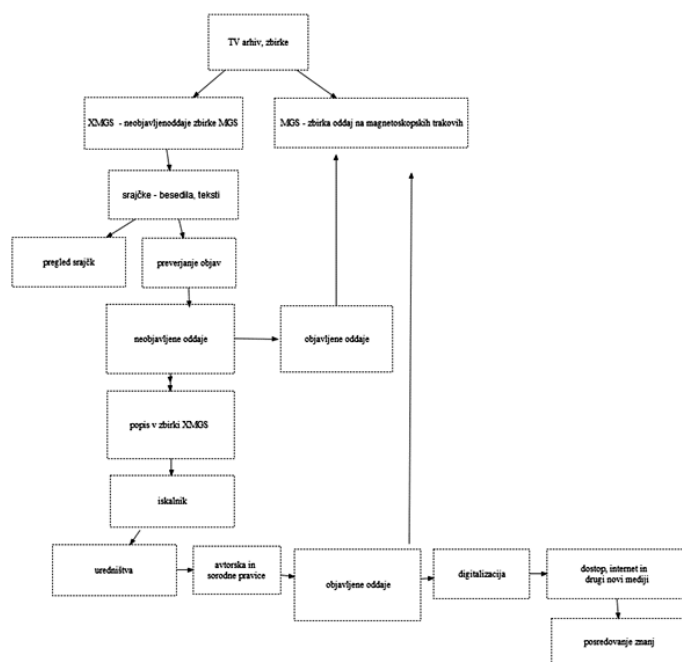 TV arhiv, zbirke
XMGS - neobjavljenoddaje zbirke MGS
MGS - zbirka oddaj na magnetoskopskih trakovih
srajčke - besedila, teksti
pregled srajčk
preverjanje objav
neobjavljene oddaje
objavljene oddaje
popis v zbirki XMGS
iskalnik
uredništva
avtorska in
sorodne pravice
objavljene oddaje
digitalizacija
dostop, internet in
drugi novi mediji
posredovanje znanj